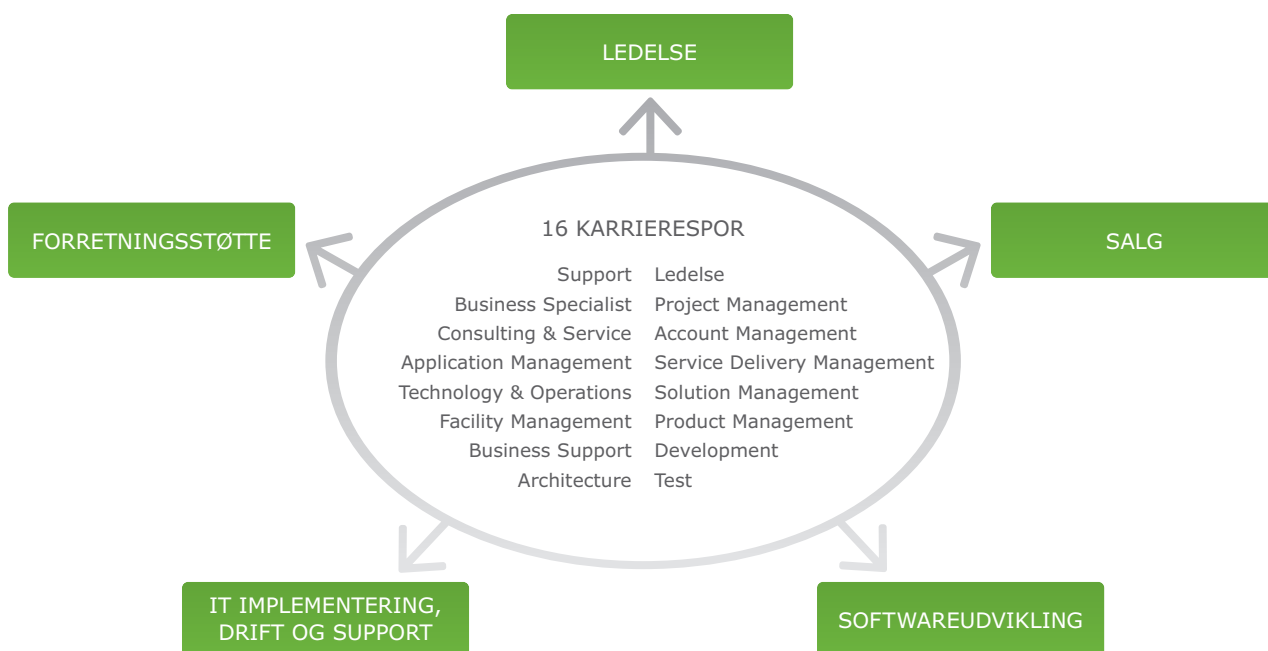 LEDELSE
FORRETNINGSSTØTTE
SALG
16 KARRIERESPOR
Support Ledelse
Business Specialist Project Management
Consulting & Service Account Management
Application Management Service Delivery Management
Technology & Operations Solution Management
Facility Management Product Management
Business Support Development
Architecture Test
IT IMPLEMENTERING,
DRIFT OG SUPPORT
SOFTWAREUDVIKLING